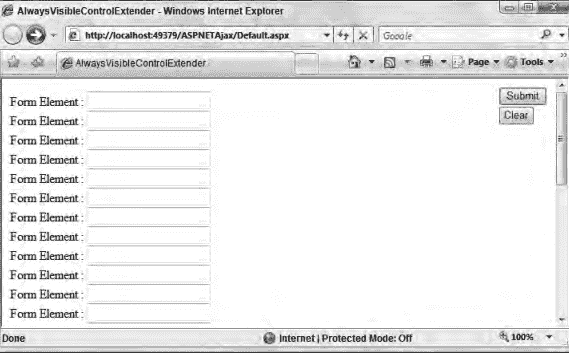 AlwaysVisibleControlExtender - Windows Internet Explorer
http://localhost:49379/ASPNETAjax/Default.aspx
Google
AlwaysVisibleControlExtender
Page
Tools
Submit
Clear
Form Element :
Form Element :
Form Element :
Form Element :
Form Element :
Form Element :
Form Element :
Form Element :
Form Element :
Form Element :
Form Element :
Form Element :
Done
Internet | Protected Mode: Off
100%